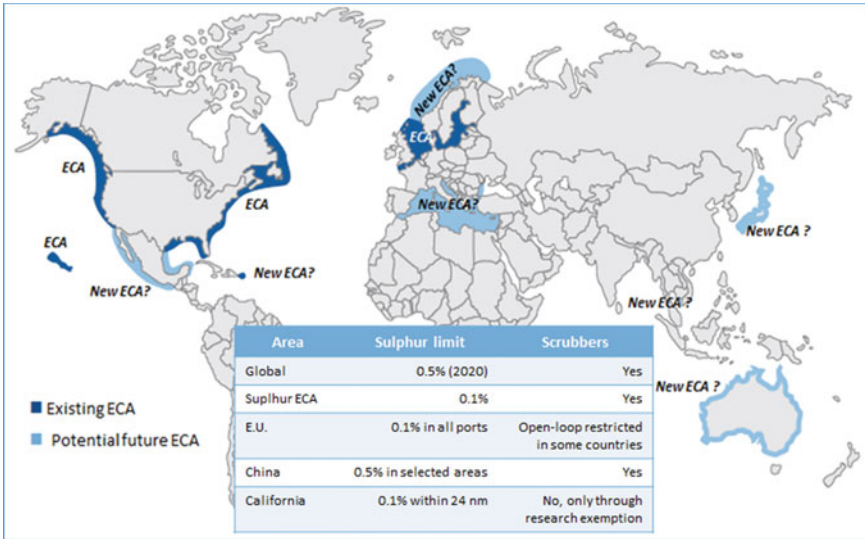 New ECA?
ECA
ECA
ECA
ECA
New ECA?
New ECA?
New ECA?
New ECA ?
New ECA?
New ECA ?
Area Sulphur limit Scrubbers
Global 0.5% (2020) Yes
Suplhur ECA 0.1% Yes
E.U. 0.1% in all ports Open-loop restricted
in some countries
China 0.5% in selected areas Yes
California 0.1% within 24 nm No, only through
research exemption
Existing ECA
Potential future ECA